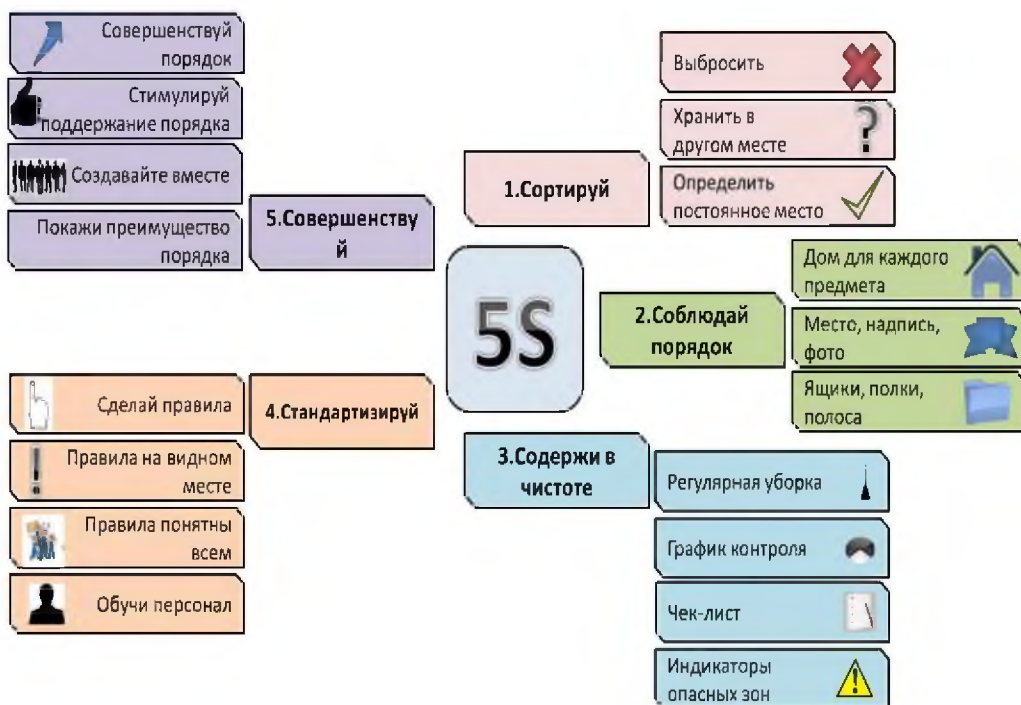 5S
1.Сортируй
Выбросить
Хранить в
другом месте
Определить
постоянное место
2.Соблюдай
порядок
Дом для каждого
предмета
Место, надпись,
фото
Ящики, полки,
полоса
3.Содержи в
чистоте
Регулярная уборка
График контроля
Чек-лист
Индикаторы
опасных зон
4.Стандартизируй
Сделай правила
Правила на видном
месте
Правила понятны
всем
Обучи персонал
5.Совершенству
й
Совершенствуй
порядок
Стимулируй
поддержание порядка
Создавайте вместе
Покажи преимущество
порядка